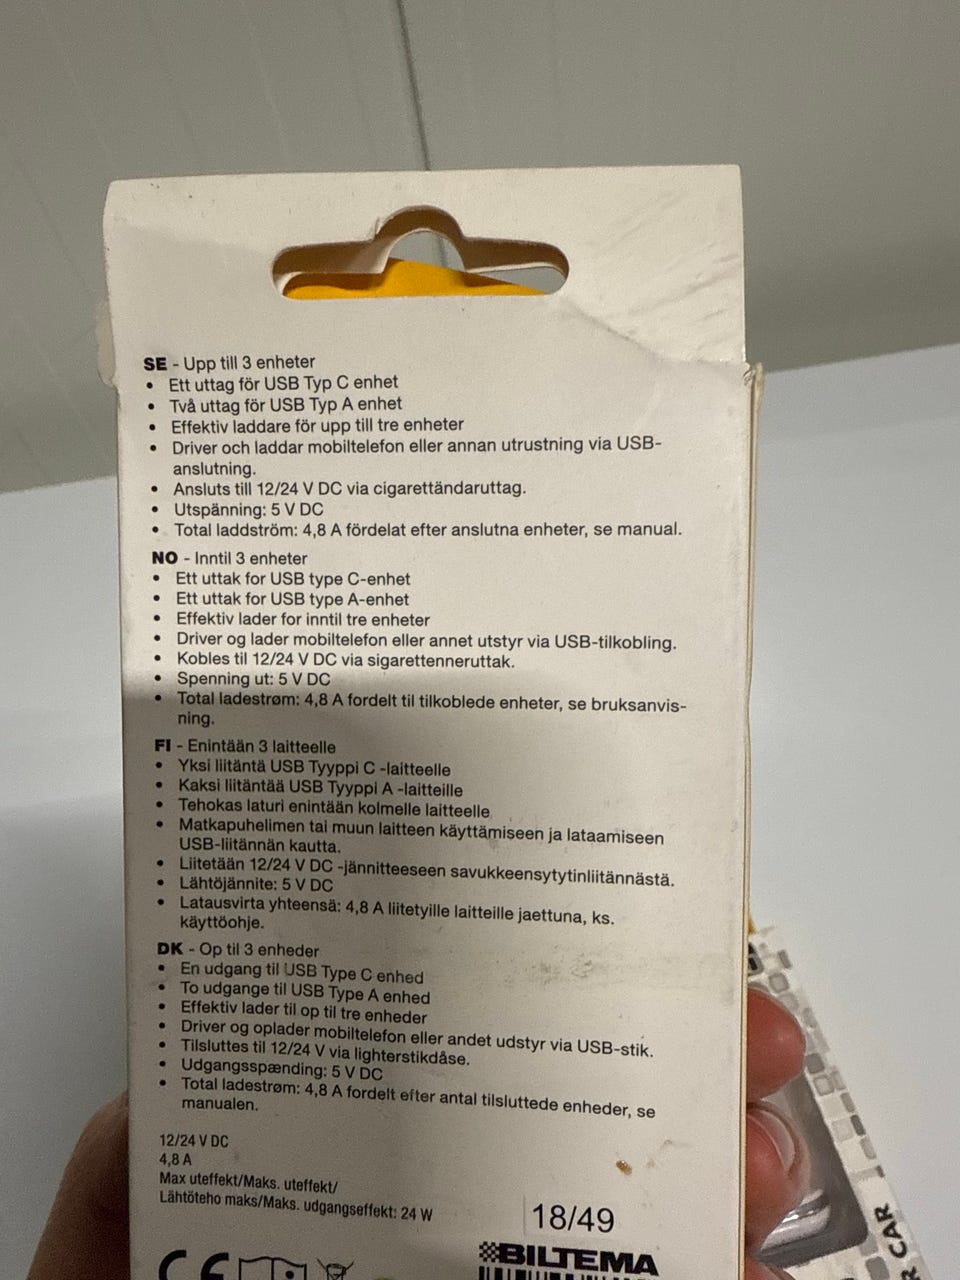 SE - Upp till 3 enheter
• Ett uttag för USB Typ C enhet
• Två uttag för USB Typ A enhet
• Effektiv laddare för upp till tre enheter
• Driver och laddar mobiltelefon eller annan utrustning via USB-
anslutning.
• Ansluts till 12/24 V DC via cigarettändaruttag.
• Utspänning: 5 V DC
• Total laddström: 4,8 A fördelat efter anslutna enheter, se manual.
NO - Inntil 3 enheter
• Ett uttak for USB type C-enhet
• Ett uttak for USB type A-enhet
• Effektiv lader for inntil tre enheter
• Driver og lader mobiltelefon eller annet utstyr via USB-tilkobling.
• Kobles til 12/24 V DC via sigarettenneruttak.
• Spenning ut: 5 V DC
• Total ladestrøm: 4,8 A fordelt til tilkoblede enheter, se bruksanvis-
ning.
FI - Enintään 3 laitteelle
• Yksi liitäntä USB Tyyppi C -laitteelle
• Kaksi liitäntää USB Tyyppi A -laitteille
• Tehokas laturi enintään kolmelle laitteelle
• Matkapuhelimen tai muun laitteen käyttämiseen ja lataamiseen
USB-liitännän kautta.
• Liitetään 12/24 V DC -jännitteeseen savukkeensytytinliitännästä.
• Lähtöjännite: 5 V DC
• Latausvirta yhteensä: 4,8 A liitetyille laitteille jaettuna, ks.
käyttöohje.
DK - Op til 3 enheder
• En udgang til USB Type C enhed
• To udgange til USB Type A enhed
• Effektiv lader til op til tre enheder
• Driver og oplader mobiltelefon eller andet udstyr via USB-stik.
• Tilsluttes til 12/24 V via lighterstikdåse.
• Udgangsspænding: 5 V DC
• Total ladestrøm: 4,8 A fordelt efter antal tilsluttede enheder, se
manualen.
12/24 V DC
4,8 A
Max uteffekt/Maks. uteffekt/
Lähtöteho maks/Maks. udgangseffekt: 24 W
18/49
CE
BILTEMA
R CAR